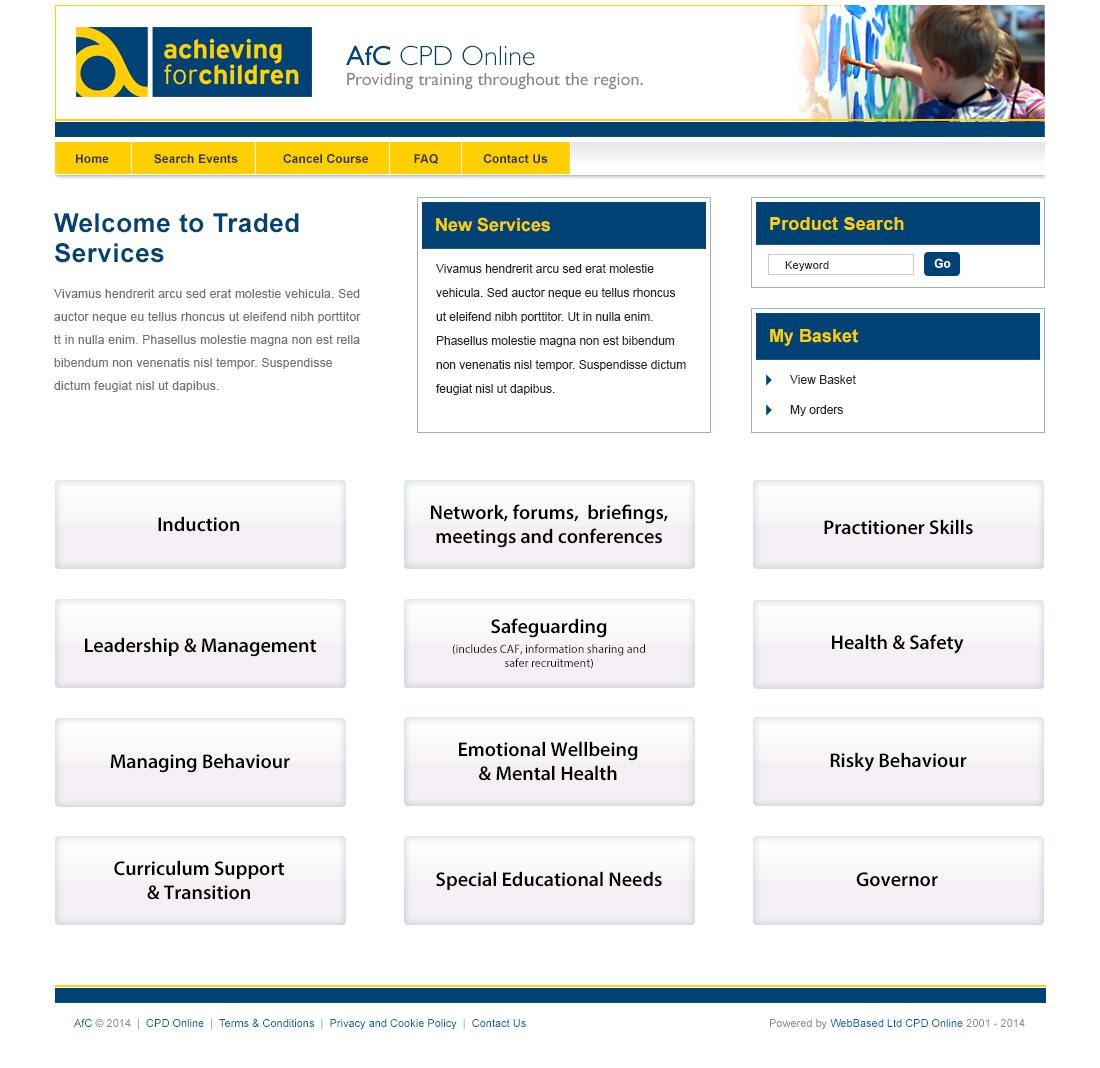 achieving
forchildren
AfC CPD Online
Providing training throughout the region.
Home
Search Events
Cancel Course
FAQ
Contact Us
Welcome to Traded
Services
Vivamus hendrerit arcu sed erat molestie vehicula. Sed
auctor neque eu tellus rhoncus ut eleifend nibh porttitor
tt in nulla enim. Phasellus molestie magna non est rella
bibendum non venenatis nisl tempor. Suspendisse
dictum feugiat nisl ut dapibus.
New Services
Vivamus hendrerit arcu sed erat molestie
vehicula. Sed auctor neque eu tellus rhoncus
ut eleifend nibh porttitor. Ut in nulla enim.
Phasellus molestie magna non est bibendum
non venenatis nisl tempor. Suspendisse dictum
feugiat nisl ut dapibus.
Product Search
Keyword
Go
My Basket
View Basket
My orders
Induction
Network, forums, briefings,
meetings and conferences
Practitioner Skills
Leadership & Management
Safeguarding
(includes CAF, information sharing and
safer recruitment)
Health & Safety
Managing Behaviour
Emotional Wellbeing
& Mental Health
Risky Behaviour
Curriculum Support
& Transition
Special Educational Needs
Governor
AfC © 2014 | CPD Online | Terms & Conditions | Privacy and Cookie Policy | Contact Us
Powered by WebBased Ltd CPD Online 2001 - 2014